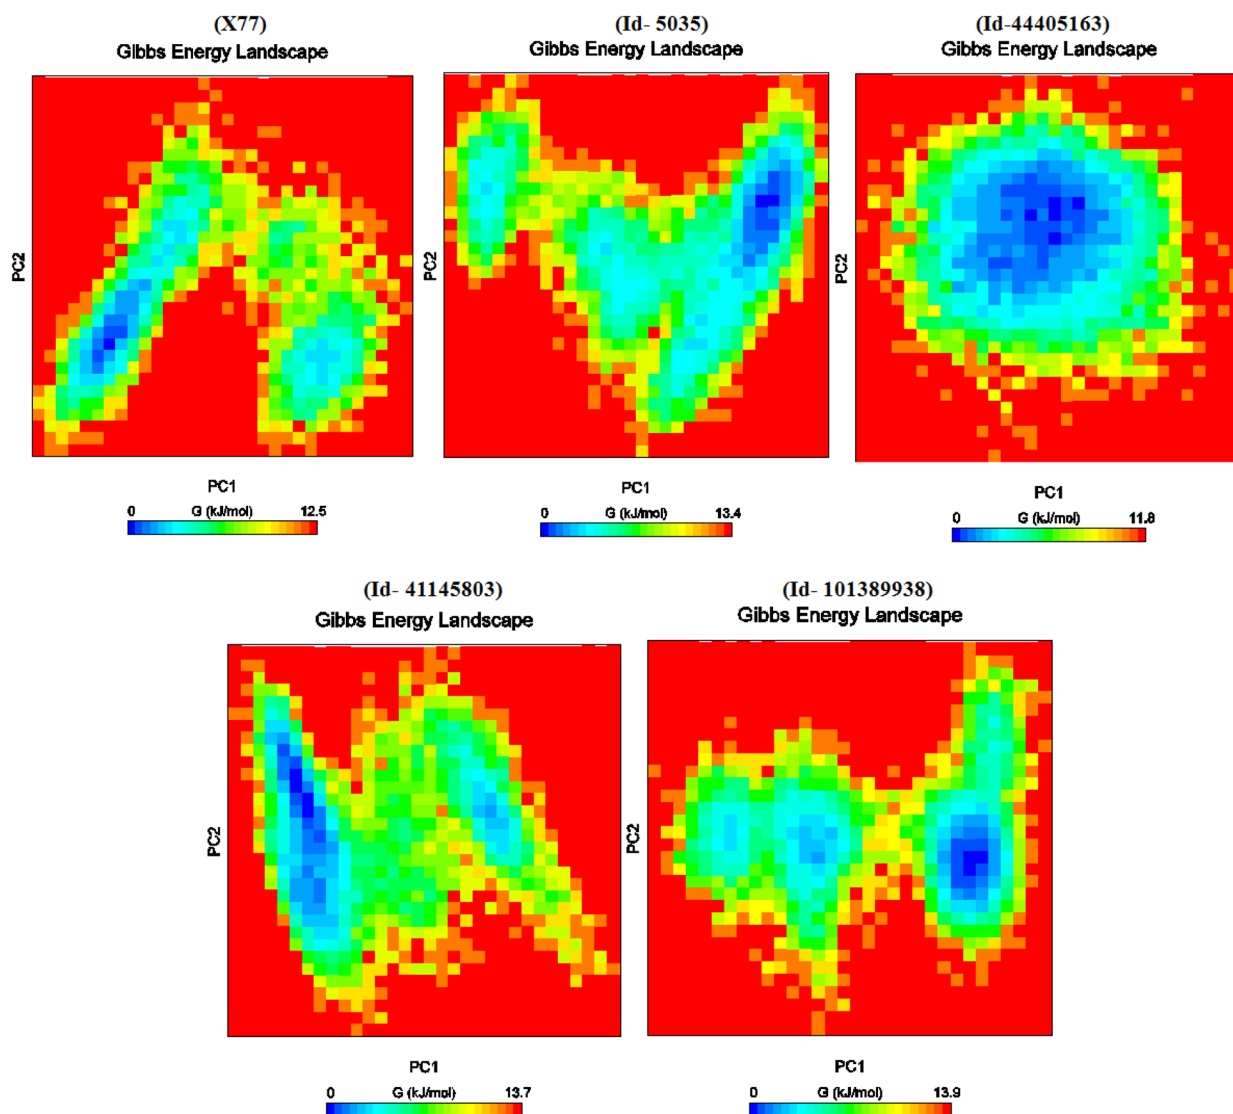 (X77)
Gibbs Energy Landscape
PC2
PC1
0 G (kJ/mol) 12.5
(Id- 5035)
Gibbs Energy Landscape
PC2
PC1
0 G (kJ/mol) 13.4
(Id-44405163)
Gibbs Energy Landscape
PC2
PC1
0 G (kJ/mol) 11.8
(Id- 41145803)
Gibbs Energy Landscape
PC2
PC1
0 G (kJ/mol) 13.7
(Id- 101389938)
Gibbs Energy Landscape
PC2
PC1
0 G (kJ/mol) 13.9